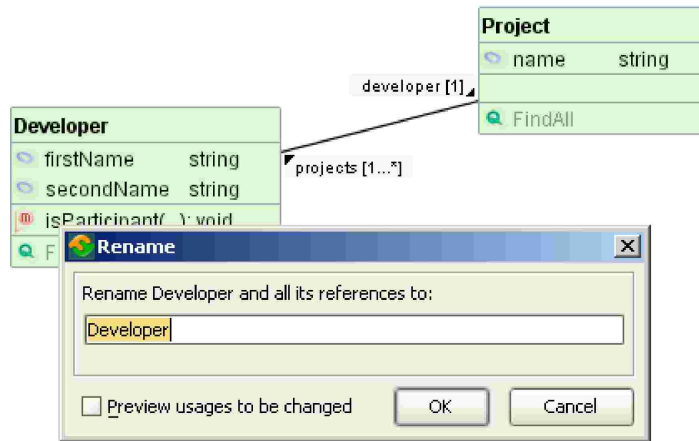 Project
name string
developer [1]
FindAll
Developer
firstName string
projects [1...*]
secondName string
isParticipant(...): void
F
Rename
Rename Developer and all its references to:
Developer
Preview usages to be changed
OK
Cancel